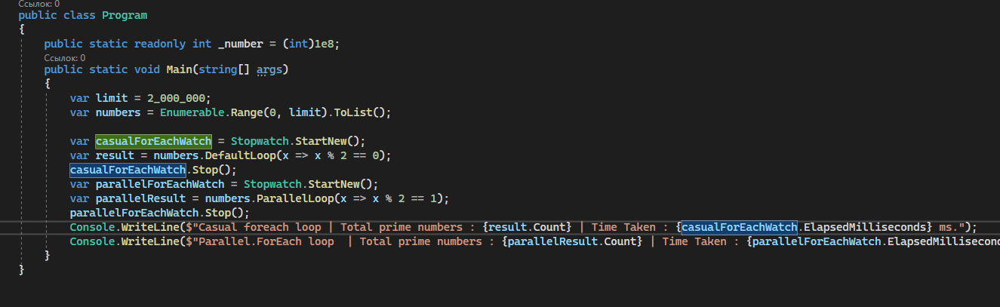 Ссылок: 0
public class Program
{
public static readonly int _number = (int)1e8;
Ссылок: 0
public static void Main(string[] args)
{
var limit = 2_000_000;
var numbers = Enumerable.Range(0, limit).ToList();
var casualForEachWatch = Stopwatch.StartNew();
var result = numbers.DefaultLoop(x => x % 2 == 0);
casualForEachWatch.Stop();
var parallelForEachWatch = Stopwatch.StartNew();
var parallelResult = numbers.ParallelLoop(x => x % 2 == 1);
parallelForEachWatch.Stop();
Console.WriteLine($"Casual foreach loop | Total prime numbers : {result.Count} | Time Taken : {casualForEachWatch.ElapsedMilliseconds} ms.");
Console.WriteLine($"Parallel.ForEach loop  | Total prime numbers : {parallelResult.Count} | Time Taken : {parallelForEachWatch.ElapsedMillisecond
}
}